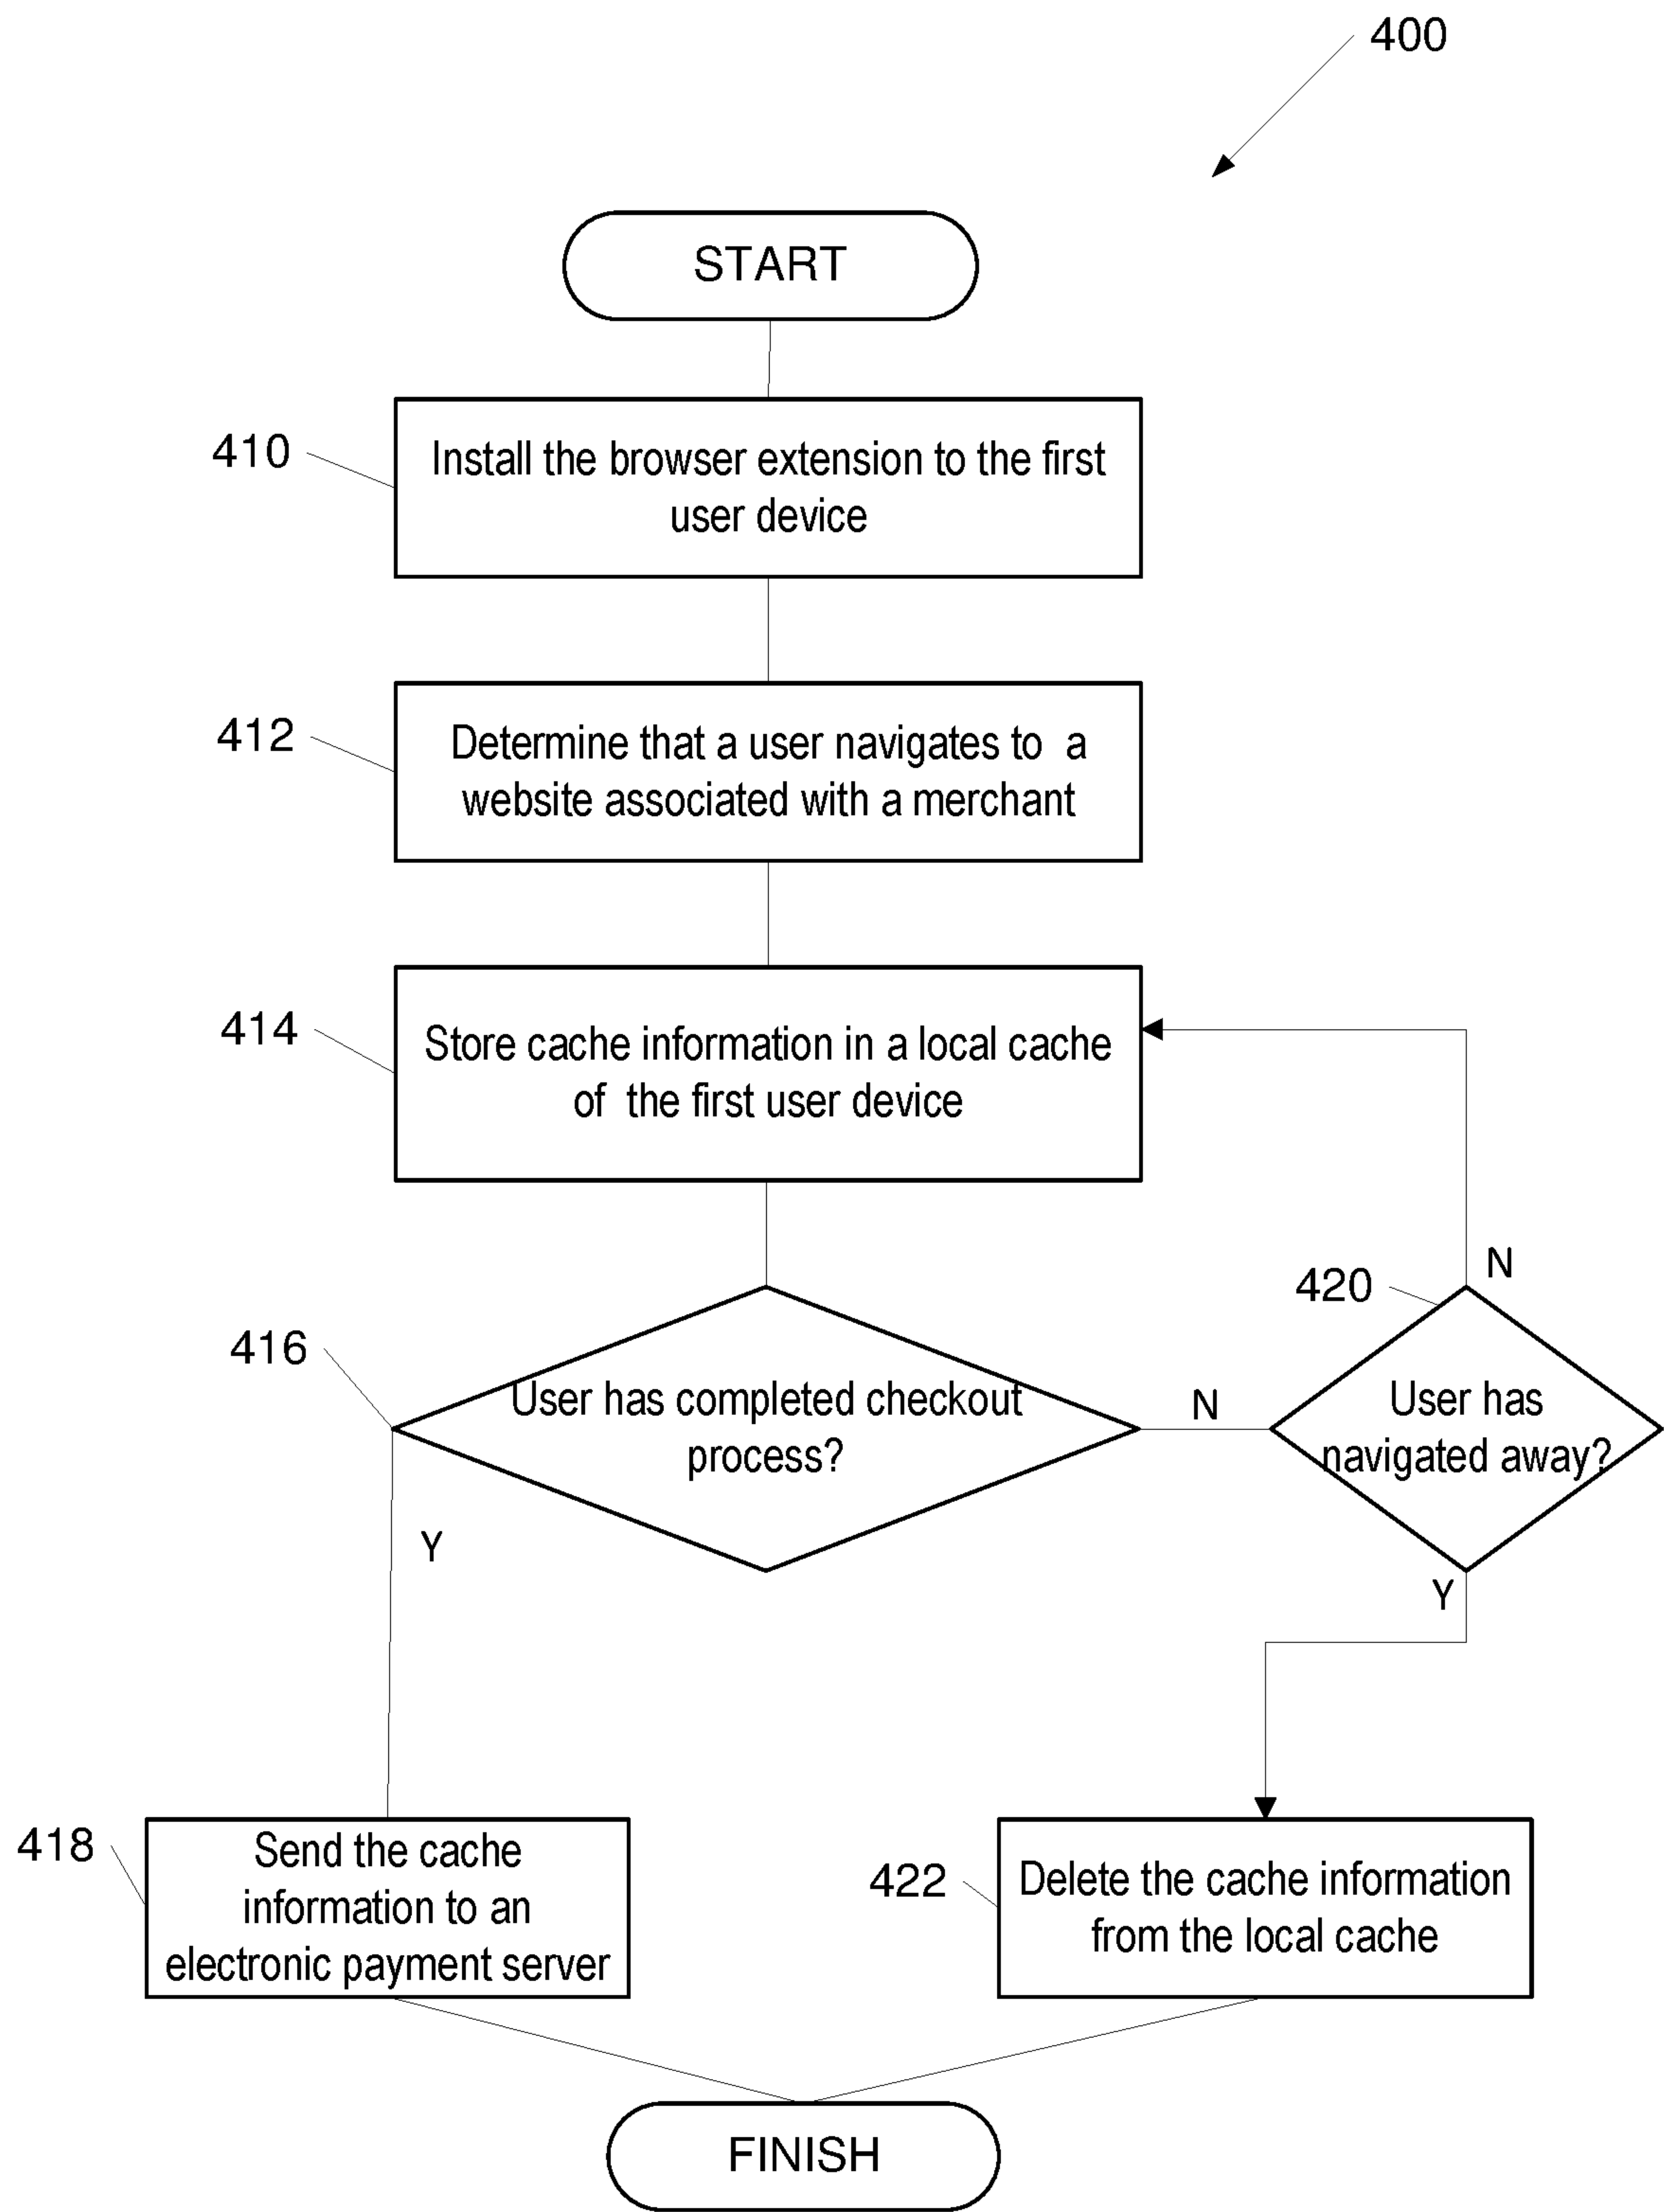 400
START
410
Install the browser extension to the first
user device
412
Determine that a user navigates to a
website associated with a merchant
414
Store cache information in a local cache
of the first user device
416
User has completed checkout
process?
N
Y
420
N
User has
navigated away?
Y
418
Send the cache
information to an
electronic payment server
422
Delete the cache information
from the local cache
FINISH